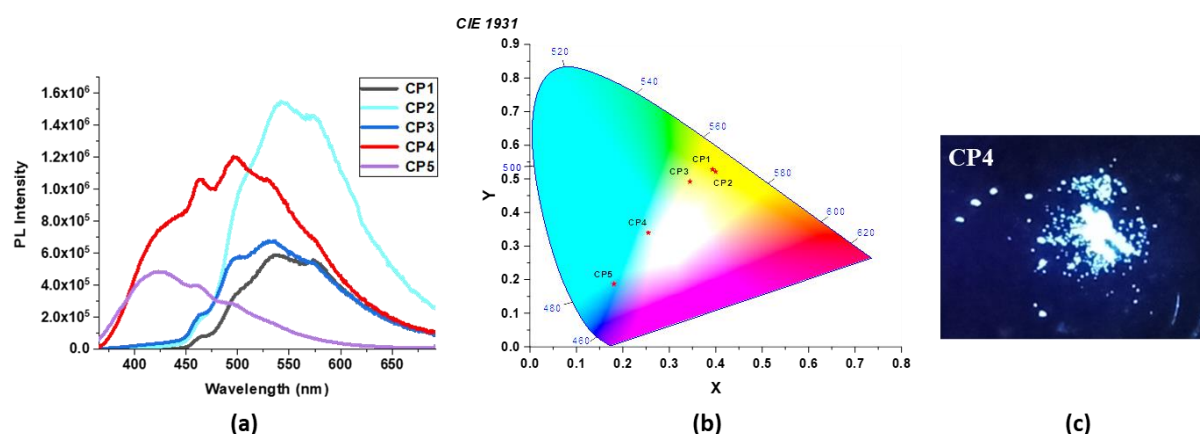 CIE 1931
PL Intensity
1.6x10⁶
1.4x10⁶
1.2x10⁶
1.0x10⁶
8.0x10⁵
6.0x10⁵
4.0x10⁵
2.0x10⁵
0.0
400 450 500 550 600 650
Wavelength (nm)
CP1
CP2
CP3
CP4
CP5
(a)
Y
0.9
0.8
0.7
0.6
0.5
0.4
0.3
0.2
0.1
0.0
0.0 0.1 0.2 0.3 0.4 0.5 0.6 0.7 0.8
X
520
540
560
500
580
600
620
480
460
CP1
CP2
CP3
CP4
CP5
(b)
CP4
(c)